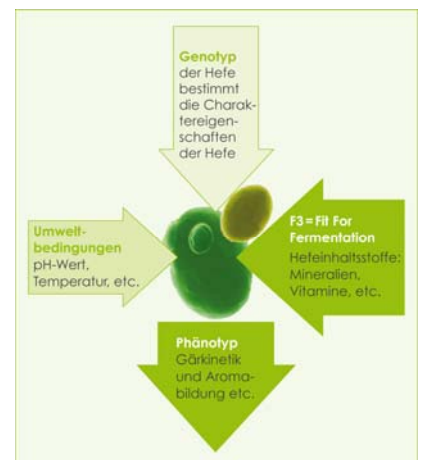 Genotyp
der Hefe
bestimmt
die Charak-
tereigen-
schaften
der Hefe
Umwelt-
bedingungen
pH-Wert,
Temperatur, etc.
F3=Fit For
Fermentation
Hefeinhaltsstoffe:
Mineralien,
Vitamine, etc.
Phänotyp
Gärkinetik
und Aroma-
bildung etc.